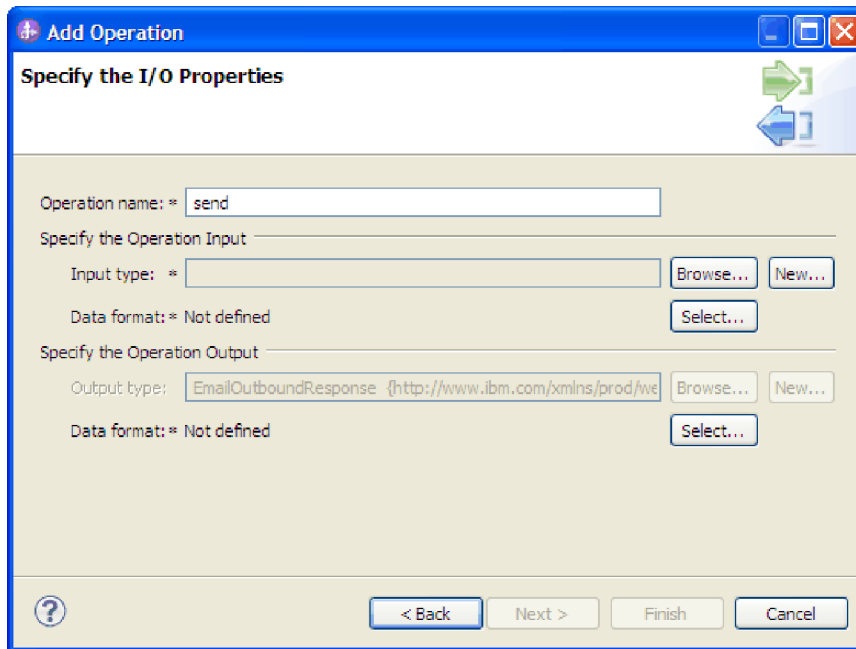 Add Operation
Specify the I/O Properties
Operation name: * send
Specify the Operation Input
Input type: * Browse... New...
Data format: * Not defined Select...
Specify the Operation Output
Output type: EmailOutboundResponse {http://www.ibm.com/xmlns/prod/we Browse... New...
Data format: * Not defined Select...
? < Back Next > Finish Cancel